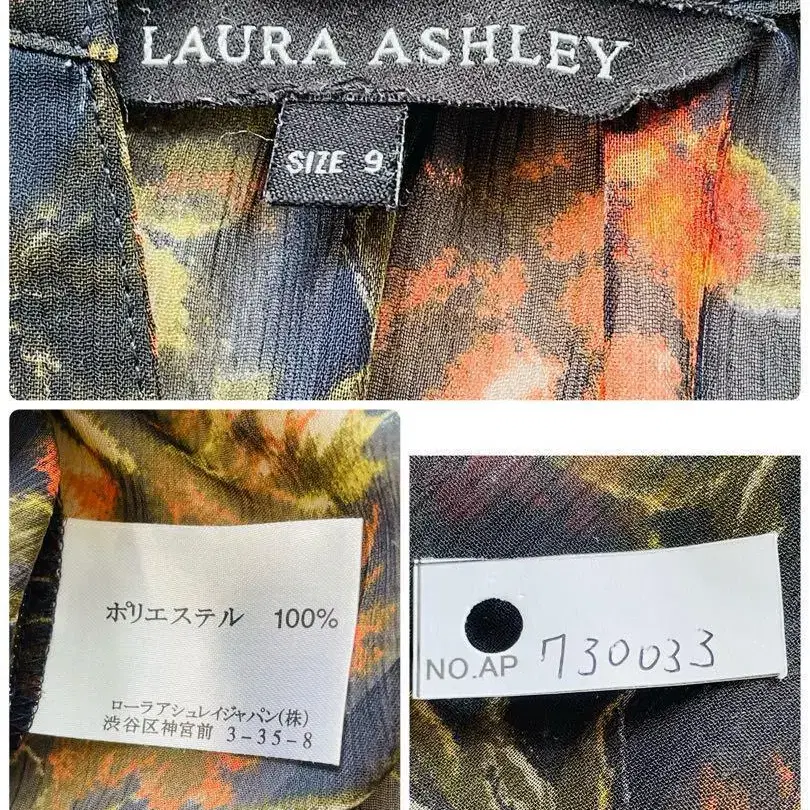 LAURA ASHLEY
SIZE 9
ポリエステル 100%
ローラアシュレイジャパン(株)
渋谷区神宮前 3-35-8
NO.AP 730033